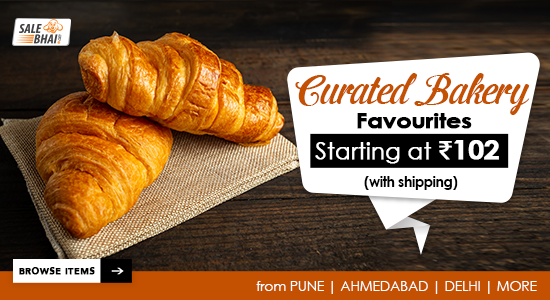 SALE
BHAI
Curated Bakery
Favourites
Starting at ₹102
(with shipping)
BROWSE ITEMS
from PUNE | AHMEDABAD | DELHI | MORE